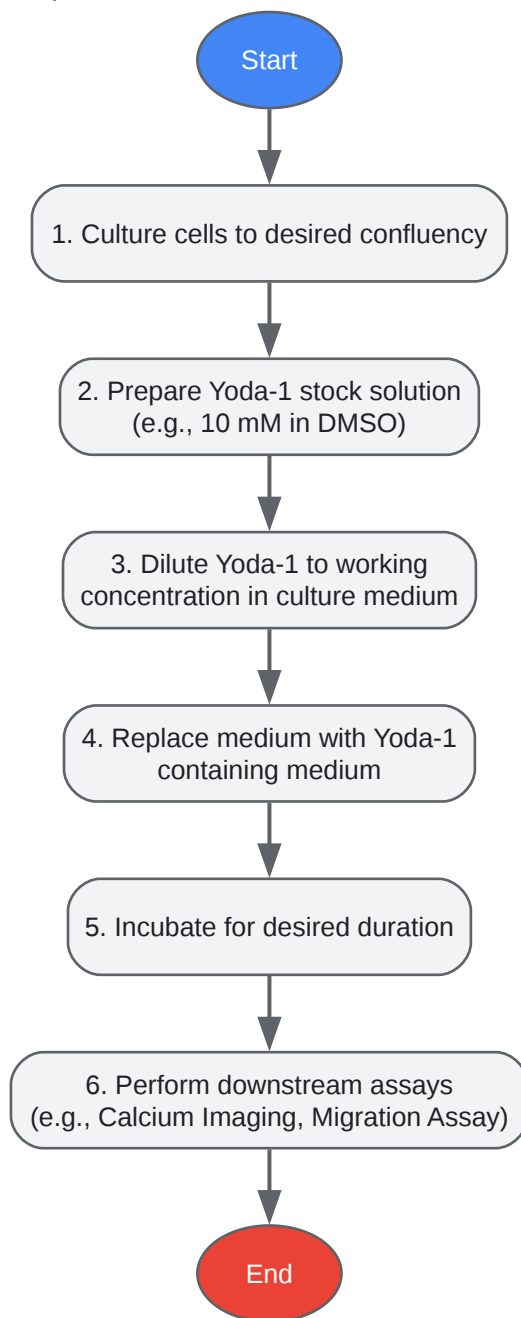 Start
1. Culture cells to desired confluency
2. Prepare Yoda-1 stock solution
(e.g., 10 mM in DMSO)
3. Dilute Yoda-1 to working
concentration in culture medium
4. Replace medium with Yoda-1
containing medium
5. Incubate for desired duration
6. Perform downstream assays
(e.g., Calcium Imaging, Migration Assay)
End